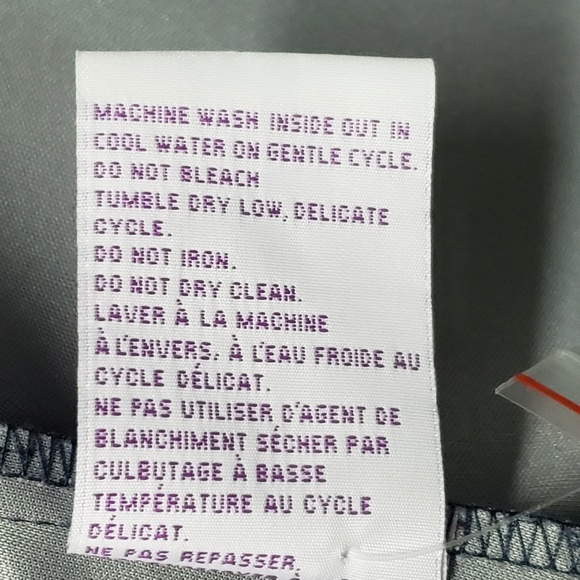 MACHINE WASH INSIDE OUT IN
COOL WATER ON GENTLE CYCLE.
DO NOT BLEACH
TUMBLE DRY LOW, DELICATE
CYCLE.
DO NOT IRON.
DO NOT DRY CLEAN.
LAVER À LA MACHINE
À L'ENVERS, À L'EAU FROIDE AU
CYCLE DÉLICAT.
NE PAS UTILISER D'AGENT DE
BLANCHIMENT SÉCHER PAR
CULBUTAGE À BASSE
TEMPÉRATURE AU CYCLE
DÉLICAT.
NE PAS REPASSER.